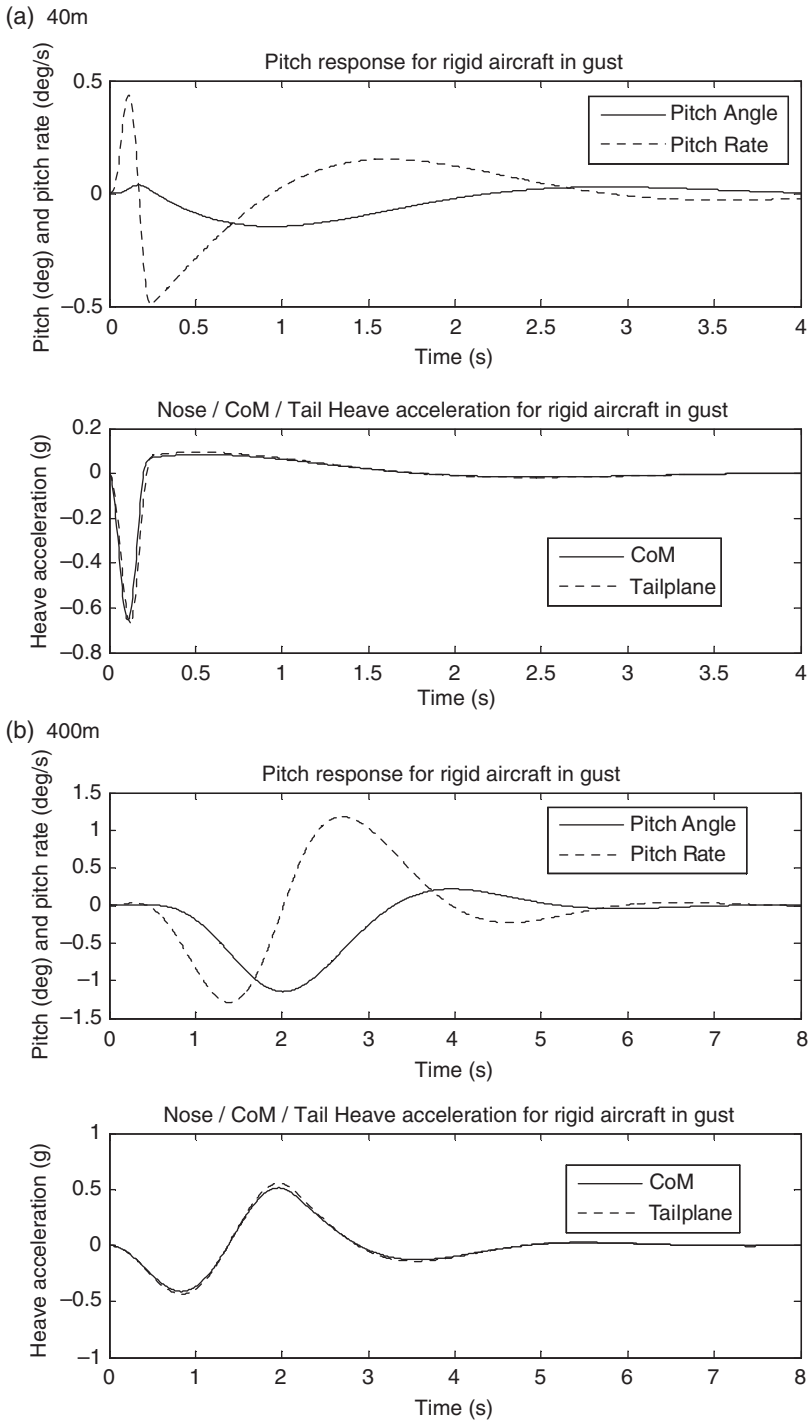 (a) 40m
Pitch response for rigid aircraft in gust
Pitch (deg) and pitch rate (deg/s)
0.5
0
−0.5
Pitch Angle
Pitch Rate
0 0.5 1 1.5 2 2.5 3 3.5 4
Time (s)
Nose / CoM / Tail Heave acceleration for rigid aircraft in gust
Heave acceleration (g)
0.2
0
−0.2
−0.4
−0.6
−0.8
CoM
Tailplane
0 0.5 1 1.5 2 2.5 3 3.5 4
Time (s)
(b) 400m
Pitch response for rigid aircraft in gust
Pitch (deg) and pitch rate (deg/s)
1.5
1
0.5
0
−0.5
−1
−1.5
Pitch Angle
Pitch Rate
0 1 2 3 4 5 6 7 8
Time (s)
Nose / CoM / Tail Heave acceleration for rigid aircraft in gust
Heave acceleration (g)
1
0.5
0
−0.5
−1
CoM
Tailplane
0 1 2 3 4 5 6 7 8
Time (s)